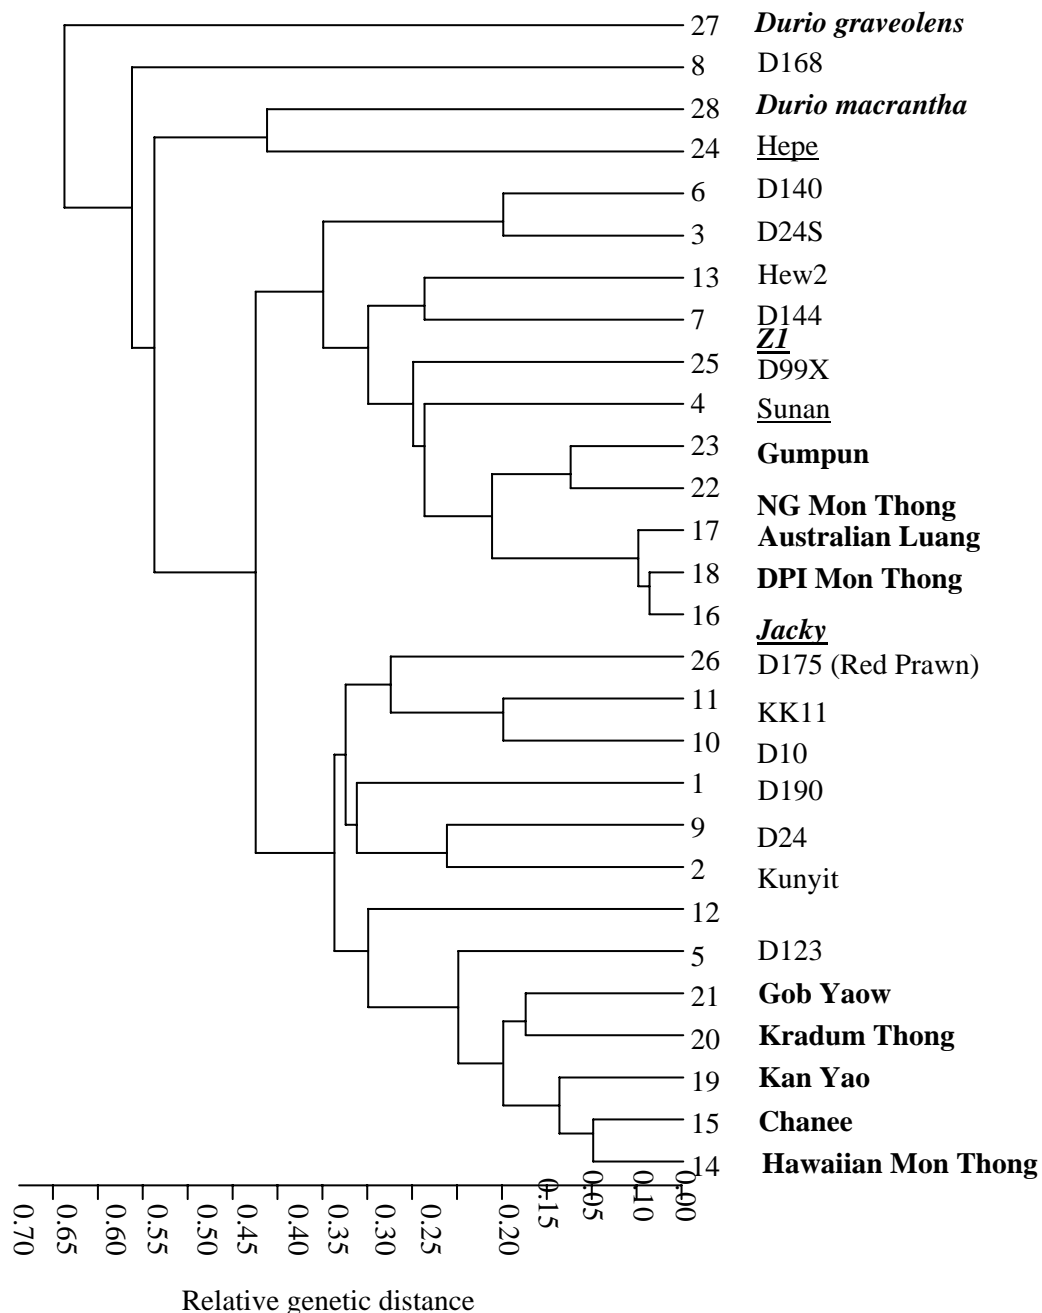 27 Durio graveolens
8 D168
28 Durio macrantha
24 Hepe
6 D140
3 D24S
13 Hew2
7 D144
Z1
25 D99X
4 Sunan
23 Gumpun
22
NG Mon Thong
17 Australian Luang
18 DPI Mon Thong
16
Jacky
26 D175 (Red Prawn)
11 KK11
10 D10
1 D190
9 D24
2 Kunyit
12
5 D123
21 Gob Yaow
20 Kradum Thong
19 Kan Yao
15 Chanee
14 Hawaiian Mon Thong
0.70 0.65 0.60 0.55 0.50 0.45 0.40 0.35 0.30 0.25 0.20 0.15 0.05 0.10 0.00
Relative genetic distance